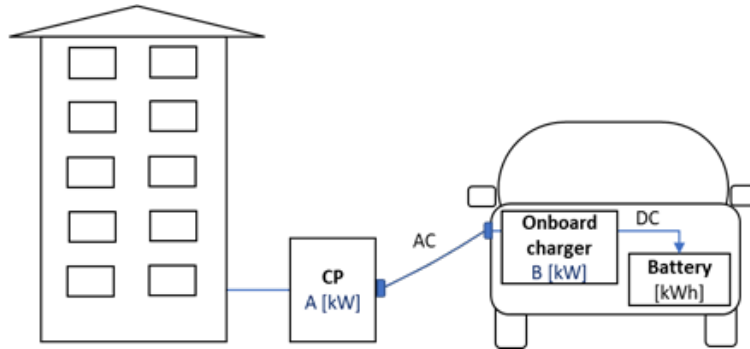 CP
A [kW]
AC
Onboard
charger
B [kW]
DC
Battery
[kWh]